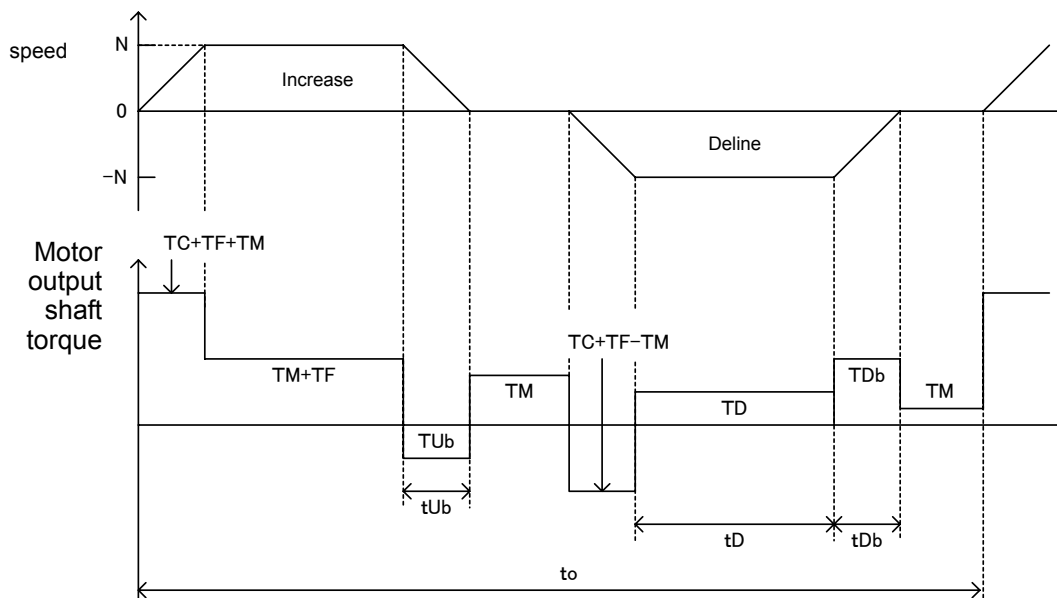 N
speed
Increase
0
Deline
−N
TC+TF+TM
Motor
output
shaft
torque
TC+TF−TM
TM+TF
TM
TD
TDb
TM
TUb
tUb
tD
tDb
to